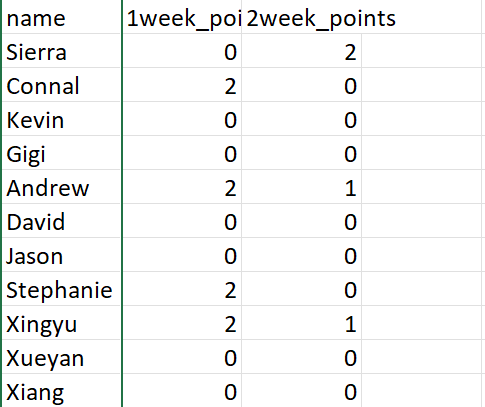 name 1week_poi 2week_points
Sierra 0 2
Connal 2 0
Kevin 0 0
Gigi 0 0
Andrew 2 1
David 0 0
Jason 0 0
Stephanie 2 0
Xingyu 2 1
Xueyan 0 0
Xiang 0 0